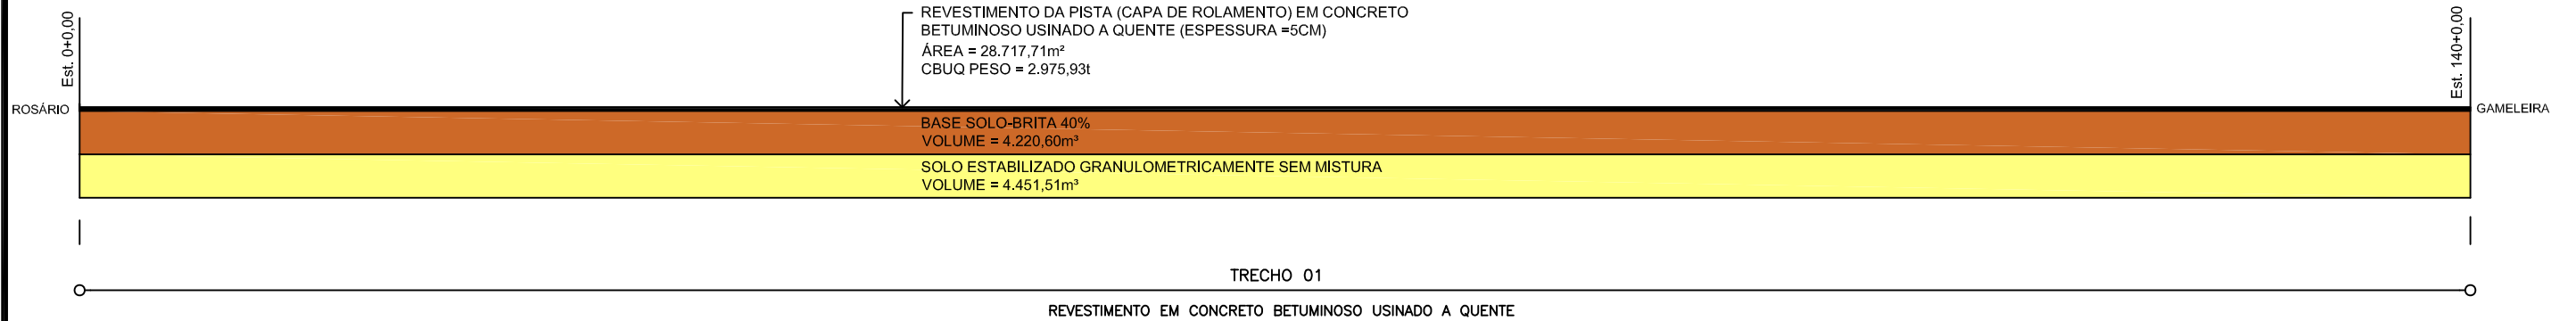 Est. 0+0,00
REVESTIMENTO DA PISTA (CAPA DE ROLAMENTO) EM CONCRETO
BETUMINOSO USINADO A QUENTE (ESPESSURA =5CM)
ÁREA = 28.717,71m²
CBUQ PESO = 2.975,93t
Est. 140+0,00
ROSÁRIO
GAMELEIRA
BASE SOLO-BRITA 40%
VOLUME = 4.220,60m³
SOLO ESTABILIZADO GRANULOMETRICAMENTE SEM MISTURA
VOLUME = 4.451,51m³
TRECHO 01
REVESTIMENTO EM CONCRETO BETUMINOSO USINADO A QUENTE